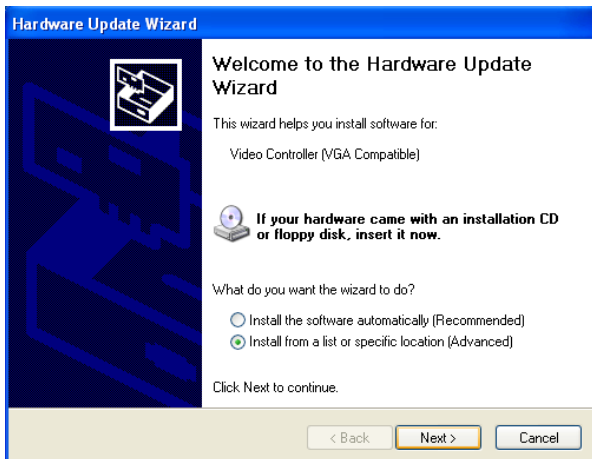 Hardware Update Wizard
Welcome to the Hardware Update
Wizard
This wizard helps you install software for:
Video Controller (VGA Compatible)
If your hardware came with an installation CD
or floppy disk, insert it now.
What do you want the wizard to do?
Install the software automatically (Recommended)
Install from a list or specific location (Advanced)
Click Next to continue.
< Back
Next >
Cancel